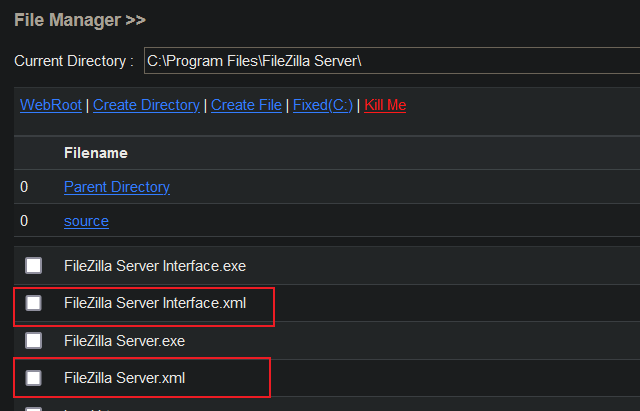 File Manager >>
Current Directory : C:\Program Files\FileZilla Server\
WebRoot | Create Directory | Create File | Fixed(C:) | Kill Me
Filename
0 Parent Directory
0 source
FileZilla Server Interface.exe
FileZilla Server Interface.xml
FileZilla Server.exe
FileZilla Server.xml